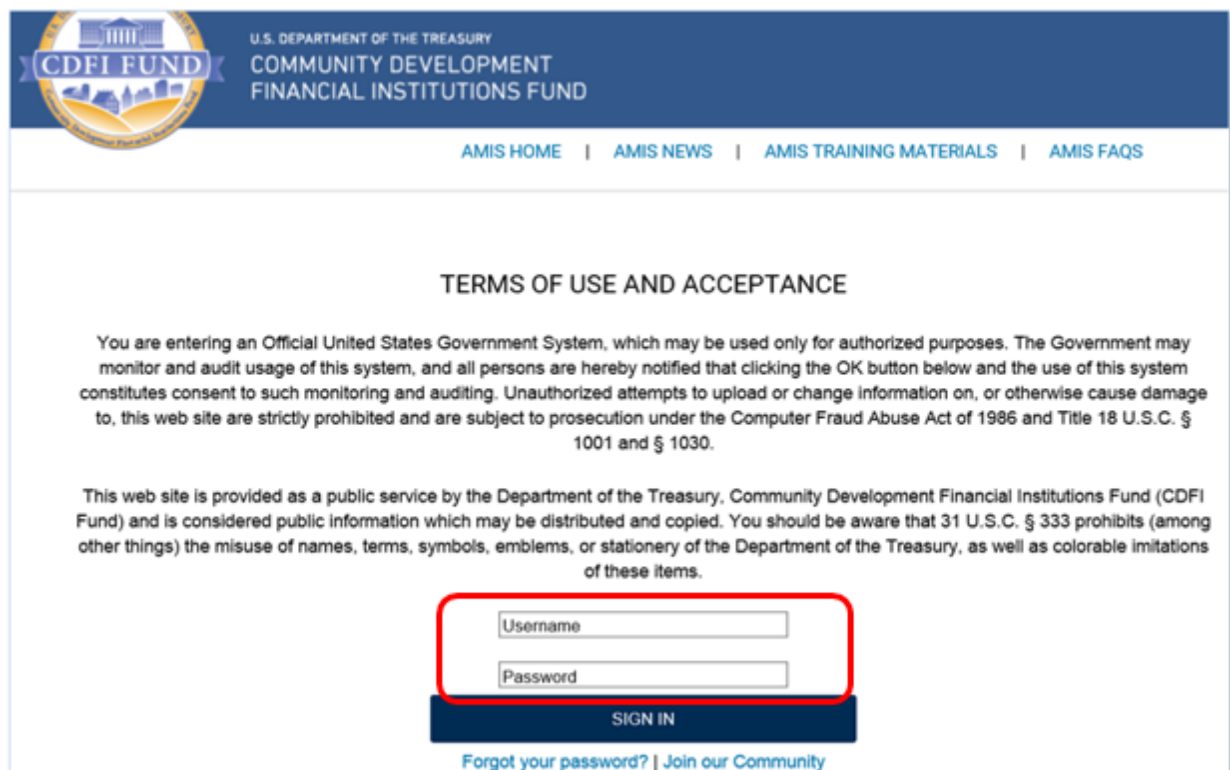 CDFI FUND
U.S. DEPARTMENT OF THE TREASURY
COMMUNITY DEVELOPMENT
FINANCIAL INSTITUTIONS FUND
AMIS HOME | AMIS NEWS | AMIS TRAINING MATERIALS | AMIS FAQS
TERMS OF USE AND ACCEPTANCE
You are entering an Official United States Government System, which may be used only for authorized purposes. The Government may
monitor and audit usage of this system, and all persons are hereby notified that clicking the OK button below and the use of this system
constitutes consent to such monitoring and auditing. Unauthorized attempts to upload or change information on, or otherwise cause damage
to, this web site are strictly prohibited and are subject to prosecution under the Computer Fraud Abuse Act of 1986 and Title 18 U.S.C. §
1001 and § 1030.
This web site is provided as a public service by the Department of the Treasury, Community Development Financial Institutions Fund (CDFI
Fund) and is considered public information which may be distributed and copied. You should be aware that 31 U.S.C. § 333 prohibits (among
other things) the misuse of names, terms, symbols, emblems, or stationery of the Department of the Treasury, as well as colorable imitations
of these items.
Username
Password
SIGN IN
Forgot your password? | Join our Community